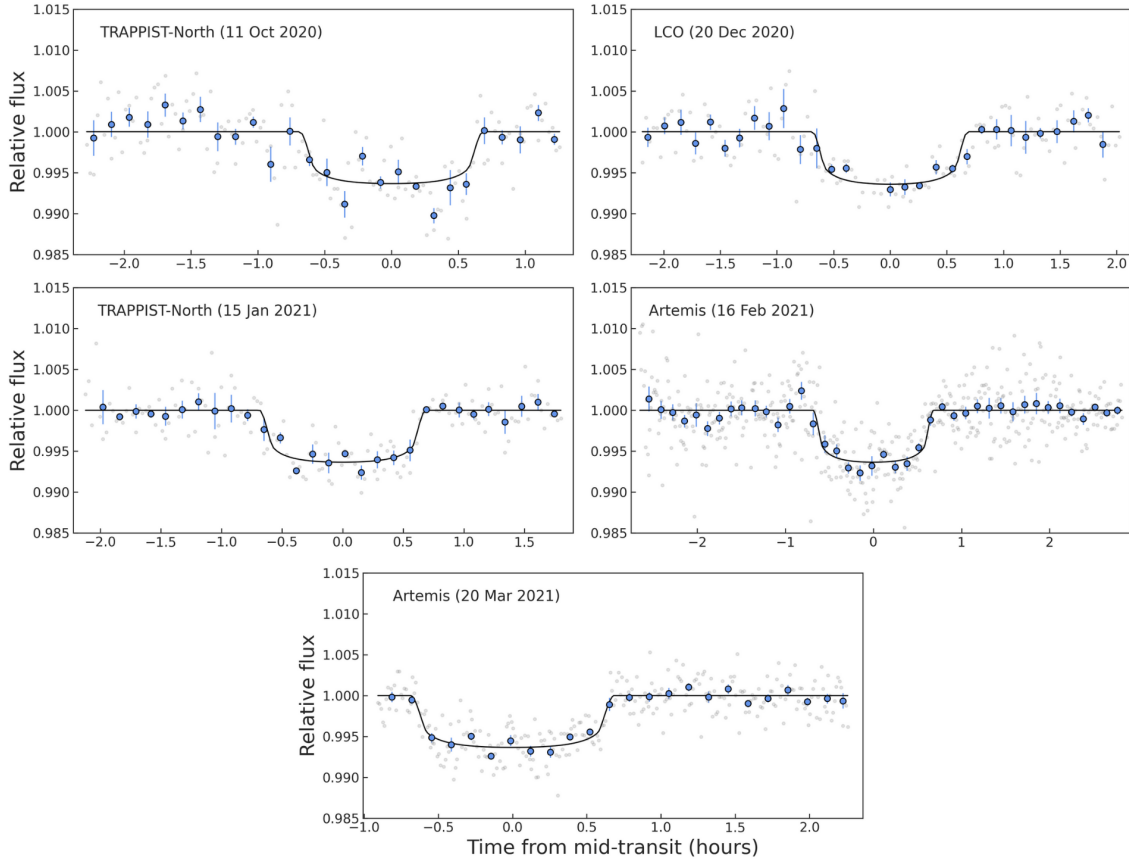 TRAPPIST-North (11 Oct 2020)
Relative flux
1.015
1.010
1.005
1.000
0.995
0.990
0.985
−2.0 −1.5 −1.0 −0.5 0.0 0.5 1.0
LCO (20 Dec 2020)
1.015
1.010
1.005
1.000
0.995
0.990
0.985
−2.0 −1.5 −1.0 −0.5 0.0 0.5 1.0 1.5 2.0
TRAPPIST-North (15 Jan 2021)
Relative flux
1.015
1.010
1.005
1.000
0.995
0.990
0.985
−2.0 −1.5 −1.0 −0.5 0.0 0.5 1.0 1.5
Artemis (16 Feb 2021)
1.015
1.010
1.005
1.000
0.995
0.990
0.985
−2 −1 0 1 2
Artemis (20 Mar 2021)
Relative flux
1.015
1.010
1.005
1.000
0.995
0.990
0.985
−1.0 −0.5 0.0 0.5 1.0 1.5 2.0
Time from mid-transit (hours)